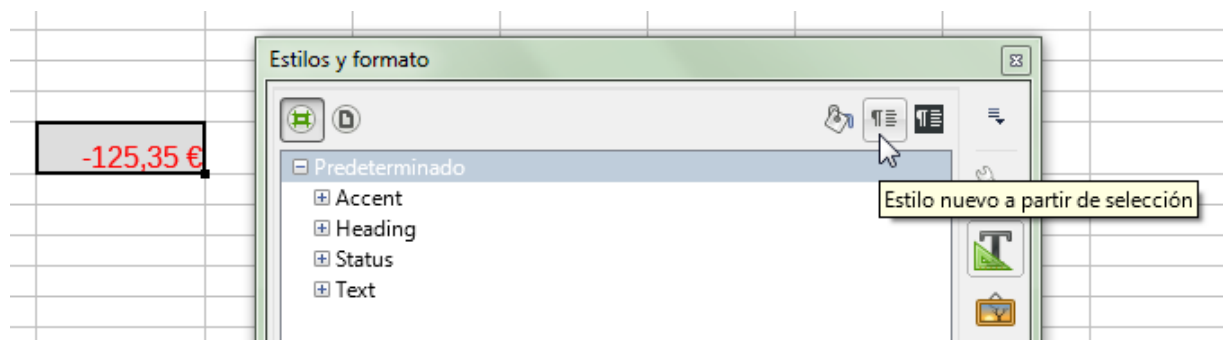 Estilos y formato
-125,35 €
Predeterminado
Accent
Heading
Status
Text
Estilo nuevo a partir de selección